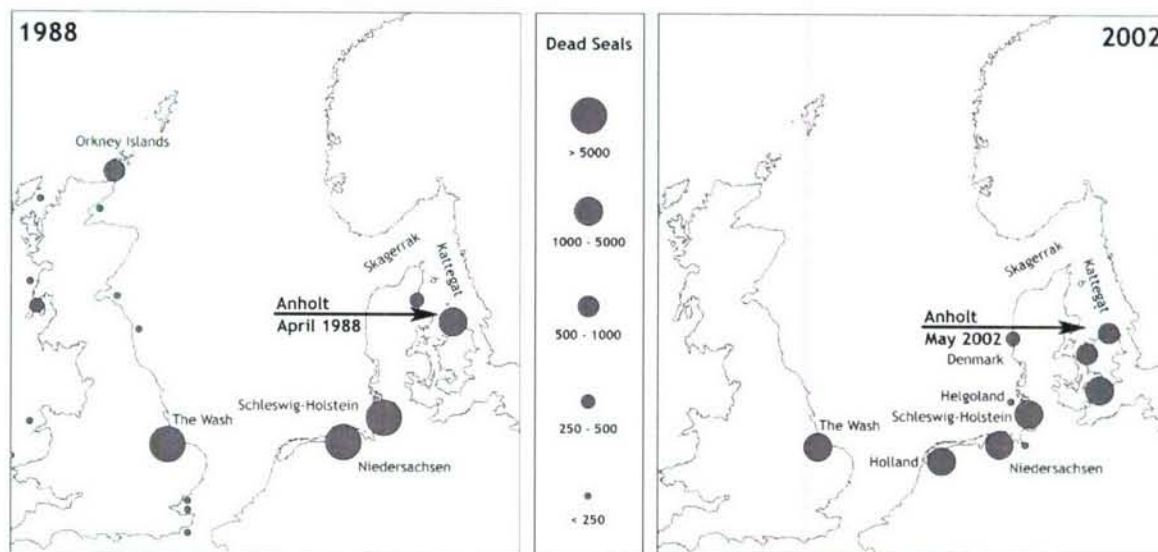 1988
Orkney Islands
Skagerrak
Kattegat
Anholt
April 1988
Schleswig-Holstein
The Wash
Niedersachsen
Dead Seals
> 5000
1000 - 5000
500 - 1000
250 - 500
< 250
2002
Skagerrak
Kattegat
Anholt
May 2002
Denmark
Helgoland
Schleswig-Holstein
The Wash
Holland
Niedersachsen